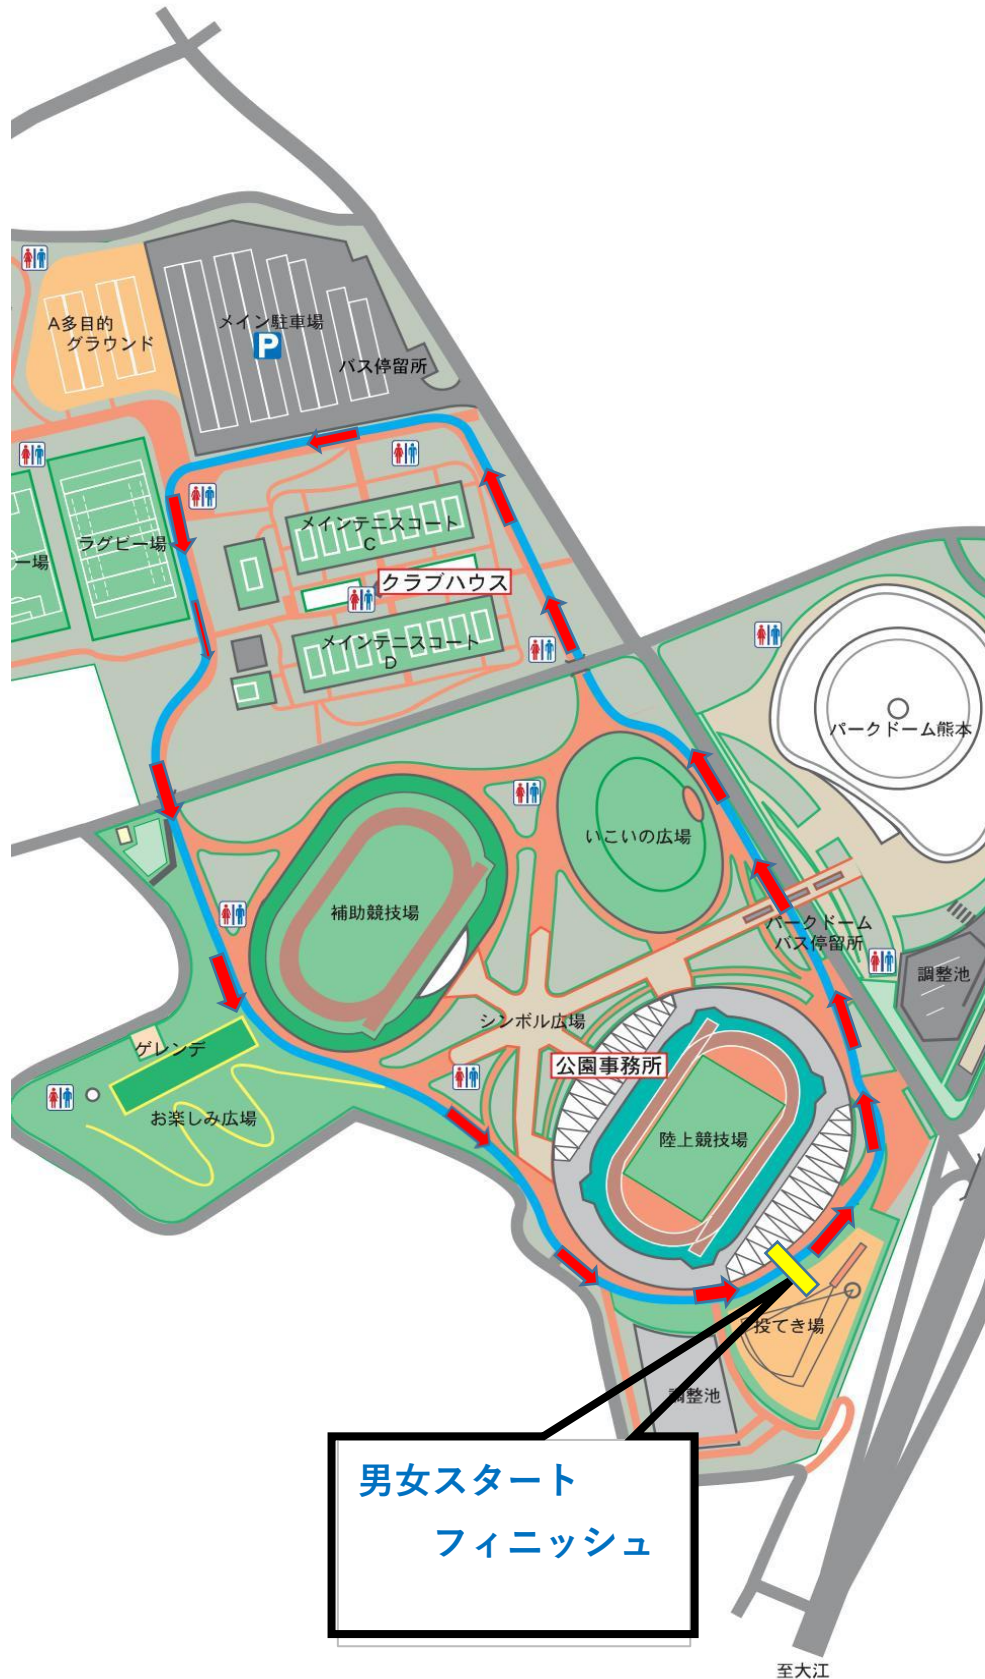 A多目的
グラウンド
メイン駐車場
P
バス停留所
ラグビー場
ー場
メインテニスコート
C
クラブハウス
メインテニスコート
D
パークドーム熊本
いこいの広場
補助競技場
パークドーム
バス停留所
調整池
シンボル広場
ゲレンデ
公園事務所
お楽しみ広場
陸上競技場
投てき場
調整池
男女スタート
フィニッシュ
至大江